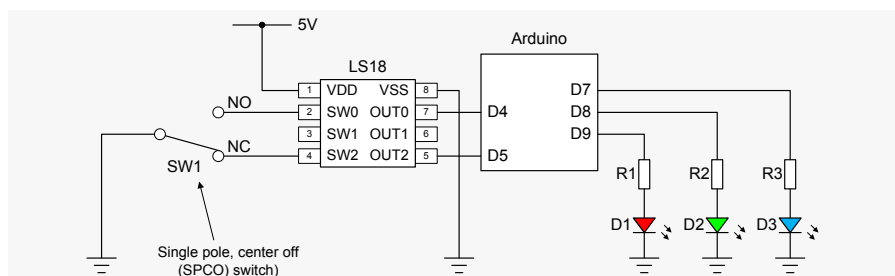 5V
Arduino
LS18
1 VDD VSS 8
2 SW0 OUT0 7
3 SW1 OUT1 6
4 SW2 OUT2 5
NO
NC
SW1
D4
D5
D7
D8
D9
R1
R2
R3
D1
D2
D3
Single pole, center off
(SPCO) switch)